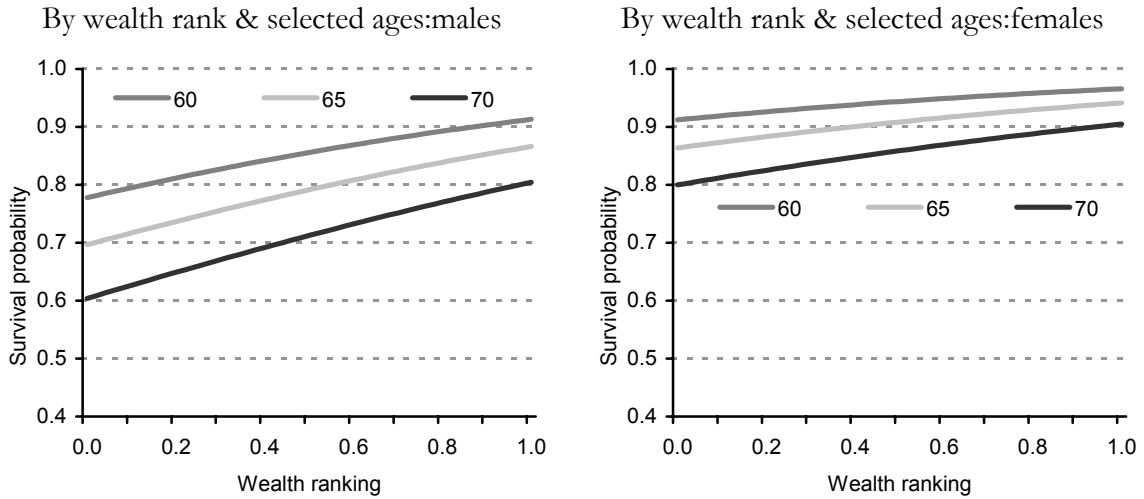 By wealth rank & selected ages:males
1.0
0.9
0.8
0.7
0.6
0.5
0.4
Survival probability
60 65 70
0.0 0.2 0.4 0.6 0.8 1.0
Wealth ranking
By wealth rank & selected ages:females
1.0
0.9
0.8
0.7
0.6
0.5
0.4
Survival probability
60 65 70
0.0 0.2 0.4 0.6 0.8 1.0
Wealth ranking